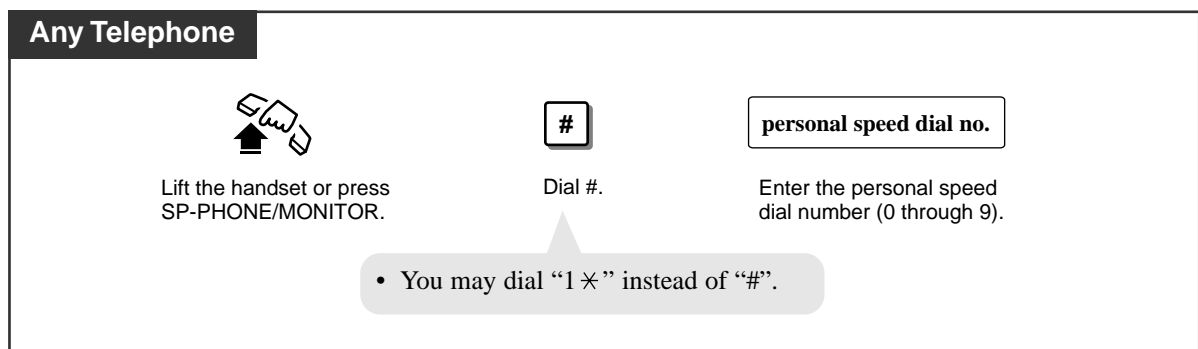 Any Telephone
#
personal speed dial no.
Lift the handset or press
SP-PHONE/MONITOR.
Dial #.
Enter the personal speed
dial number (0 through 9).
• You may dial “1✳” instead of “#”.